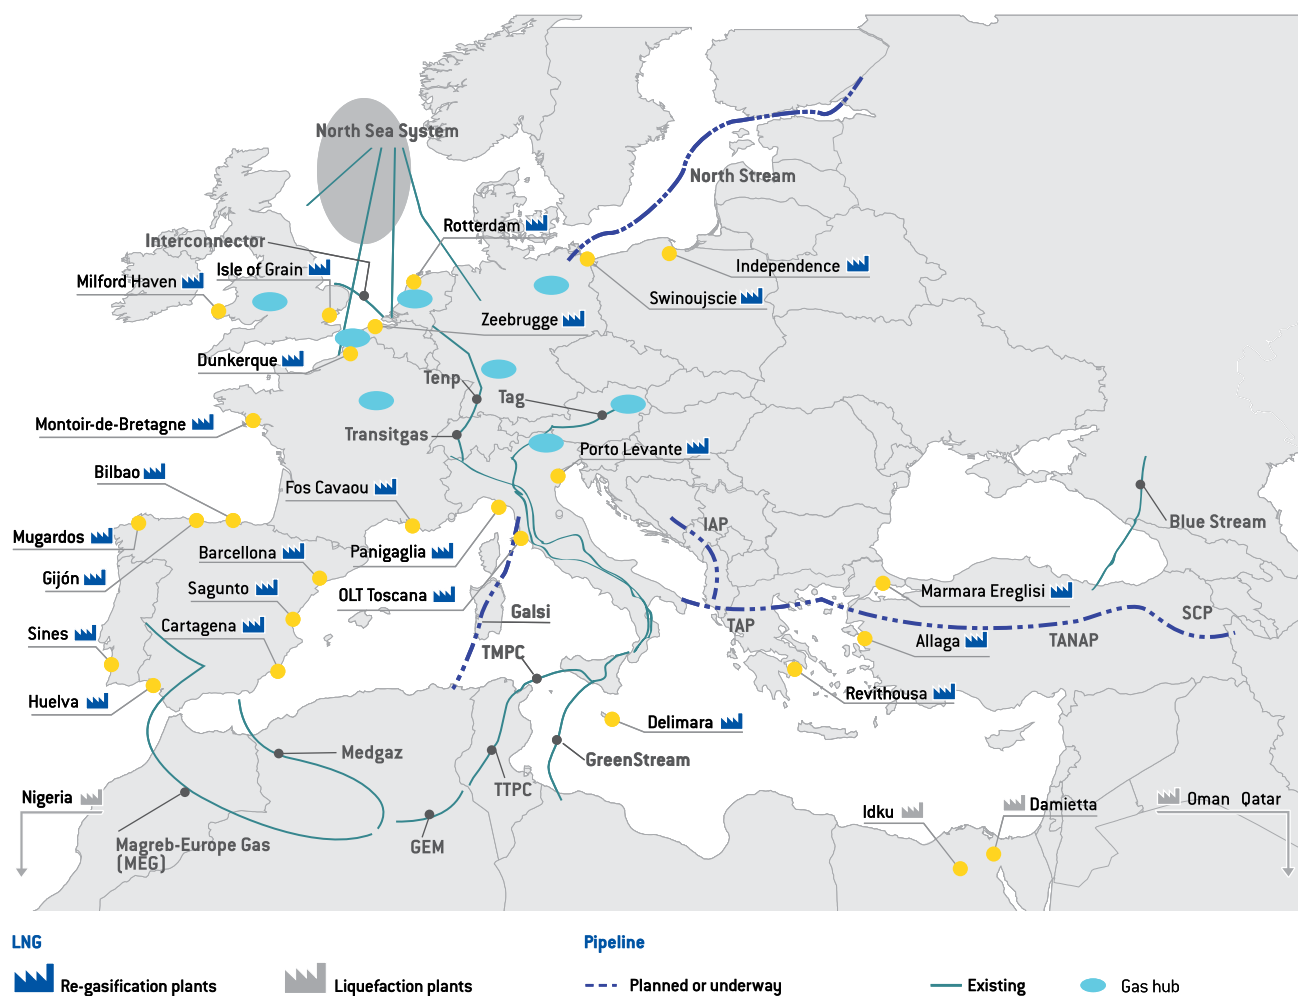 North Sea System
North Stream
Rotterdam
Interconnector
Isle of Grain
Milford Haven
Independence
Swinoujscie
Zeebrugge
Dunkerque
Tenp
Tag
Montoir-de-Bretagne
Transitgas
Porto Levante
Bilbao
Fos Cavaou
IAP
Blue Stream
Mugardos
Barcellona
Panigaglia
Gijón
Sagunto
OLT Toscana
Marmara Ereglisi
Galsi
SCP
Sines
Cartagena
TAP
Allaga
TANAP
TMPC
Huelva
Revithousa
Delimara
Medgaz
GreenStream
TTPC
Nigeria
Idku
Damietta
Oman Qatar
Magreb-Europe Gas
(MEG)
GEM
LNG
Pipeline
Re-gasification plants
Liquefaction plants
Planned or underway
Existing
Gas hub